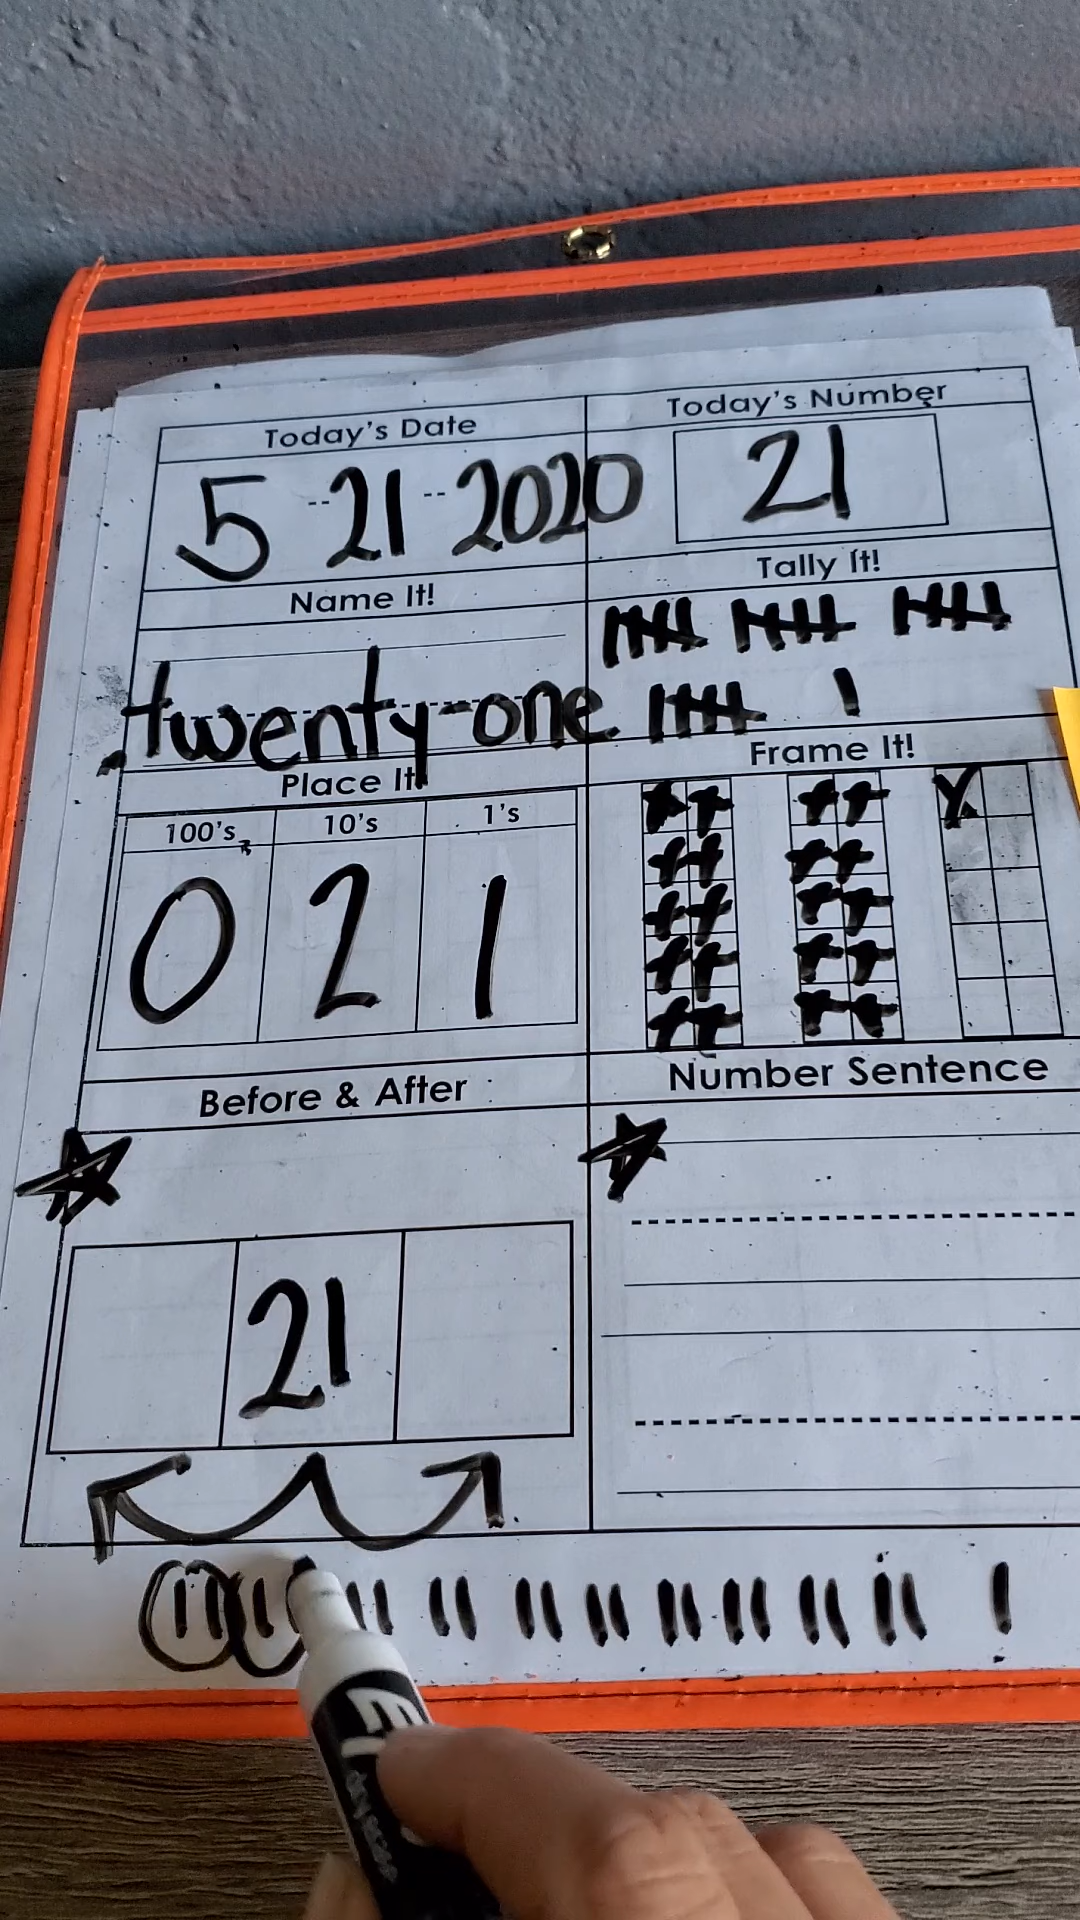 Today's Date
Today's Number
5 -- 21 -- 2020
21
Name It!
Tally It!
twenty-one
Place It!
Frame It!
100's
10's
1's
0
2
1
Before & After
Number Sentence
21